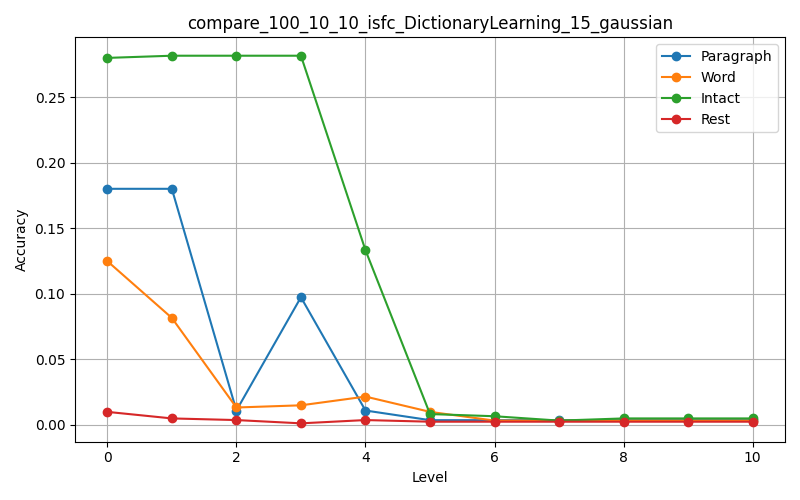 compare_100_10_10_isfc_DictionaryLearning_15_gaussian
Paragraph
Word
Intact
Rest
Accuracy
0.25
0.20
0.15
0.10
0.05
0.00
0 2 4 6 8 10
Level